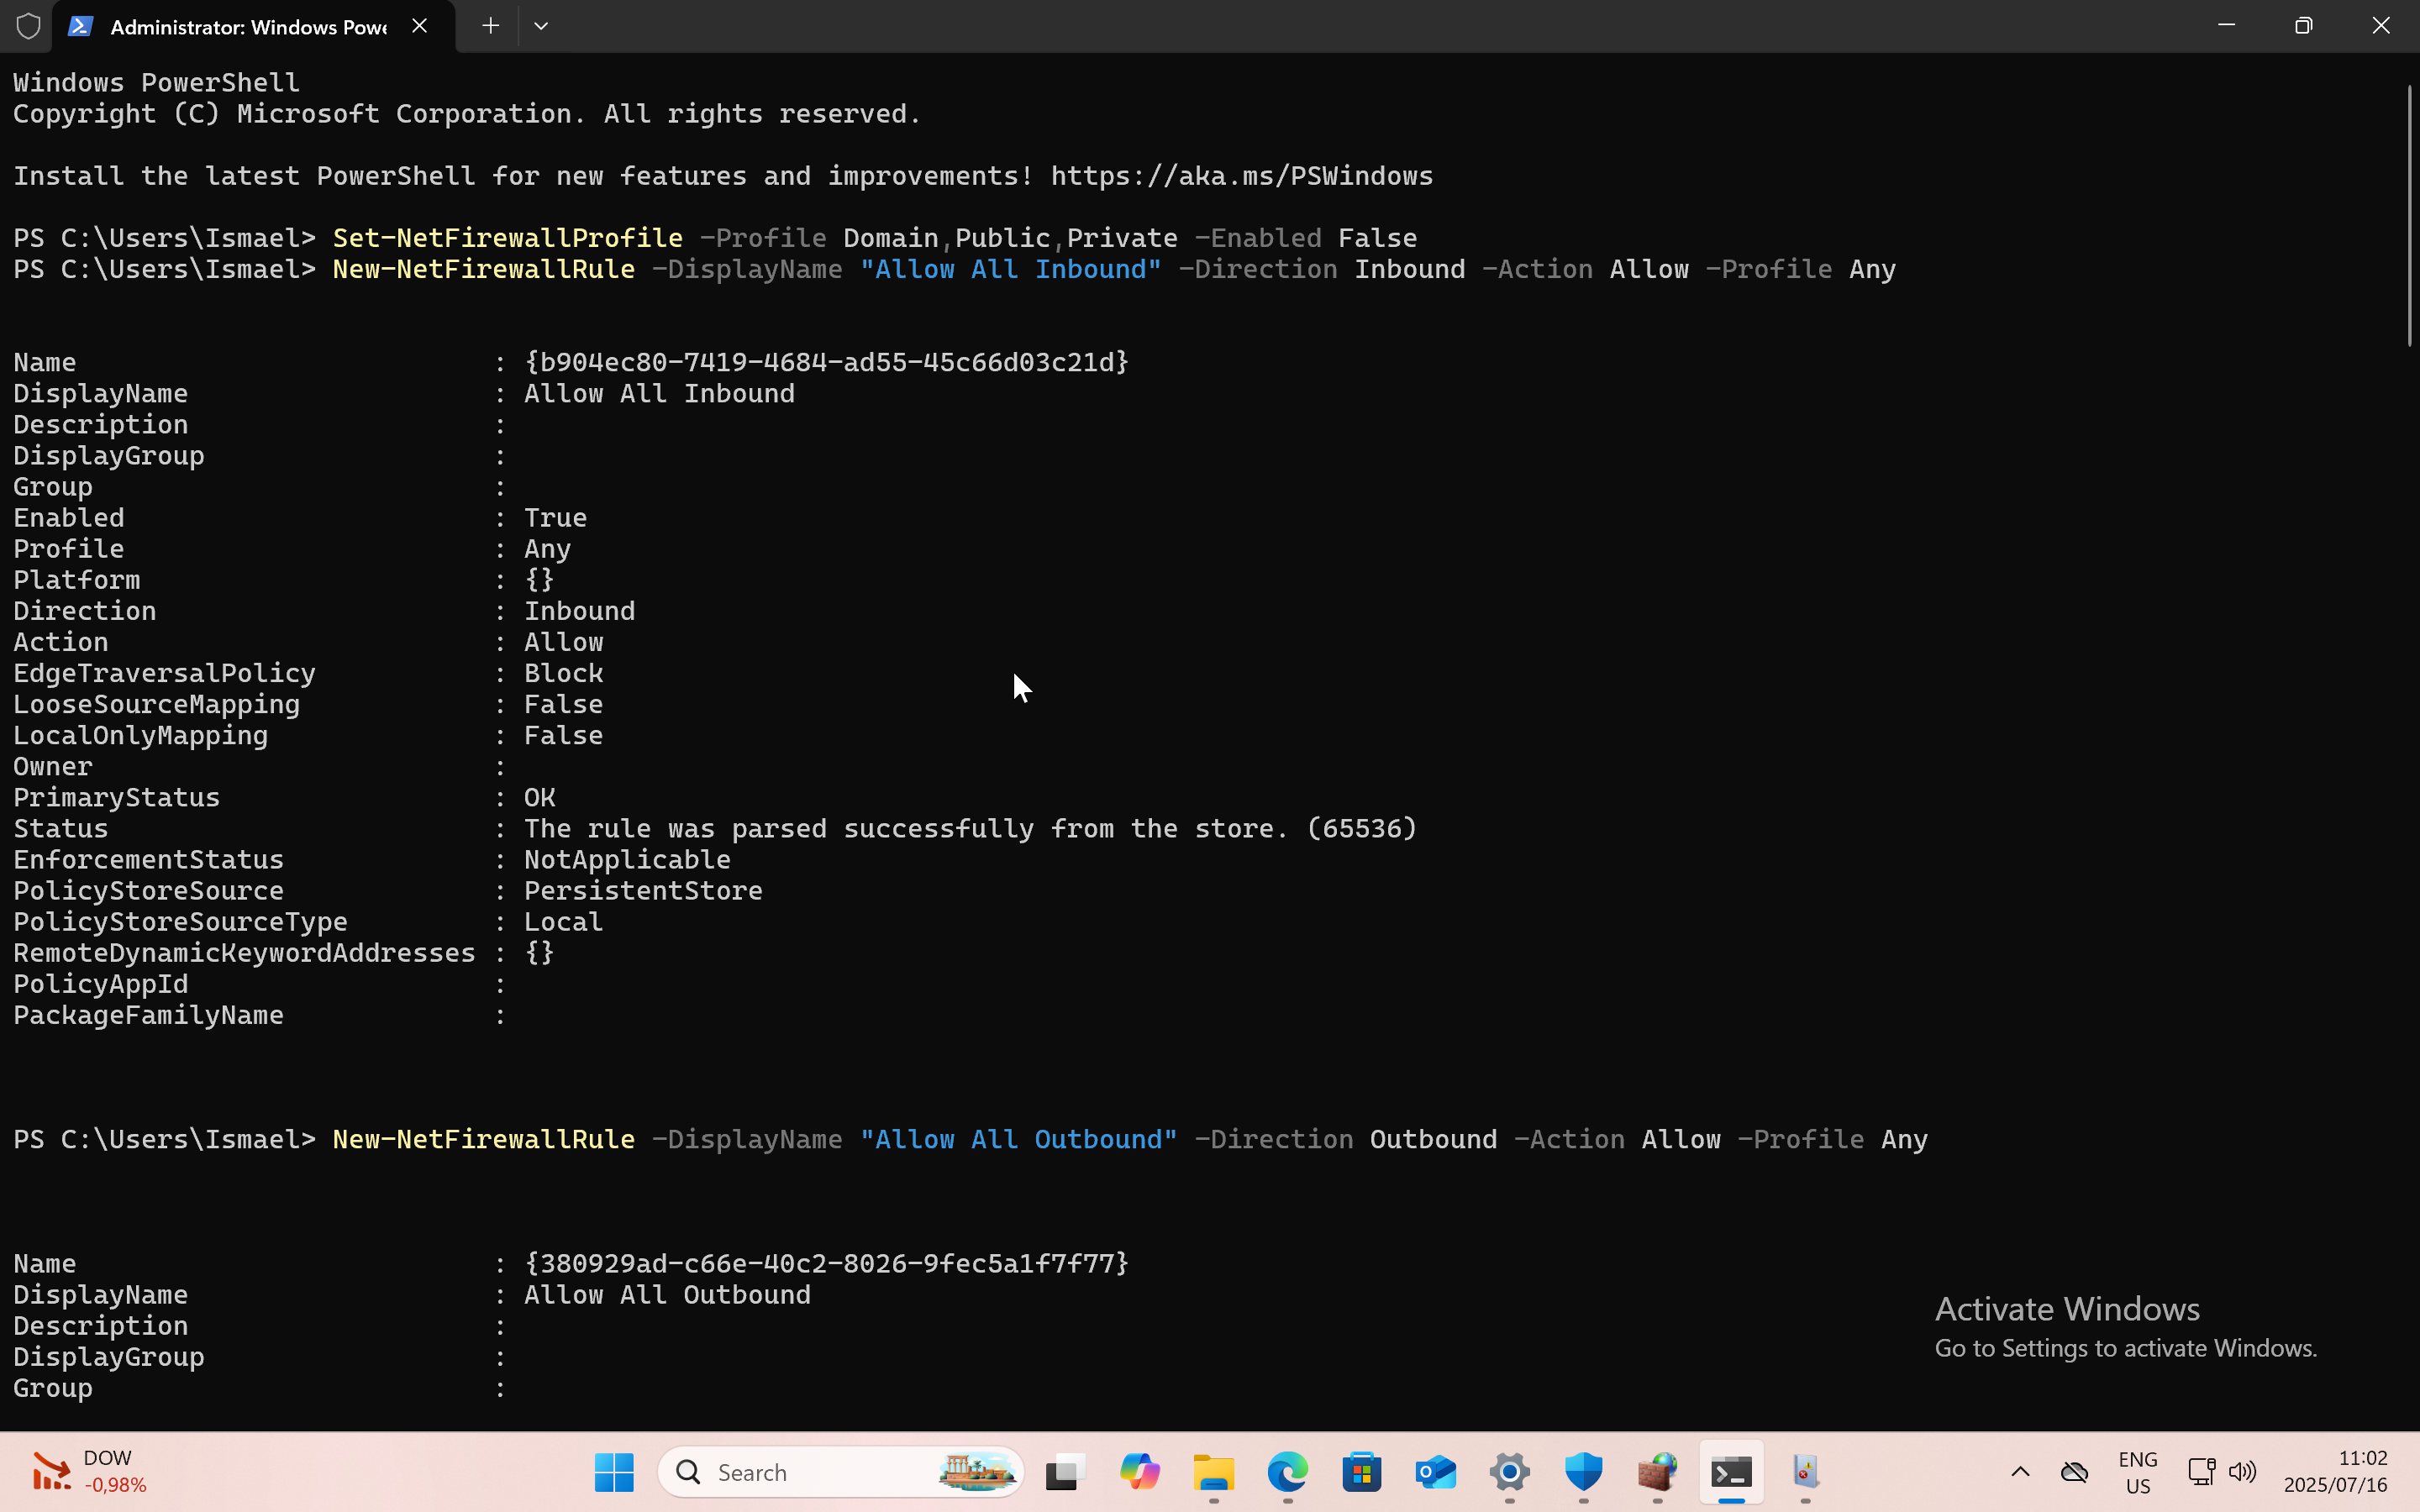 Administrator: Windows Powe
Windows PowerShell
Copyright (C) Microsoft Corporation. All rights reserved.
Install the latest PowerShell for new features and improvements! https://aka.ms/PSWindows
PS C:\Users\Ismael> Set-NetFirewallProfile -Profile Domain,Public,Private -Enabled False
PS C:\Users\Ismael> New-NetFirewallRule -DisplayName "Allow All Inbound" -Direction Inbound -Action Allow -Profile Any
Name : {b904ec80-7419-4684-ad55-45c66d03c21d}
DisplayName : Allow All Inbound
Description :
DisplayGroup :
Group :
Enabled : True
Profile : Any
Platform : {}
Direction : Inbound
Action : Allow
EdgeTraversalPolicy : Block
LooseSourceMapping : False
LocalOnlyMapping : False
Owner :
PrimaryStatus : OK
Status : The rule was parsed successfully from the store. (65536)
EnforcementStatus : NotApplicable
PolicyStoreSource : PersistentStore
PolicyStoreSourceType : Local
RemoteDynamicKeywordAddresses : {}
PolicyAppId :
PackageFamilyName :
PS C:\Users\Ismael> New-NetFirewallRule -DisplayName "Allow All Outbound" -Direction Outbound -Action Allow -Profile Any
Name : {380929ad-c66e-40c2-8026-9fec5a1f7f77}
DisplayName : Allow All Outbound
Description :
DisplayGroup :
Group :
Activate Windows
Go to Settings to activate Windows.
DOW
-0,98%
Search
ENG
US
11:02
2025/07/16